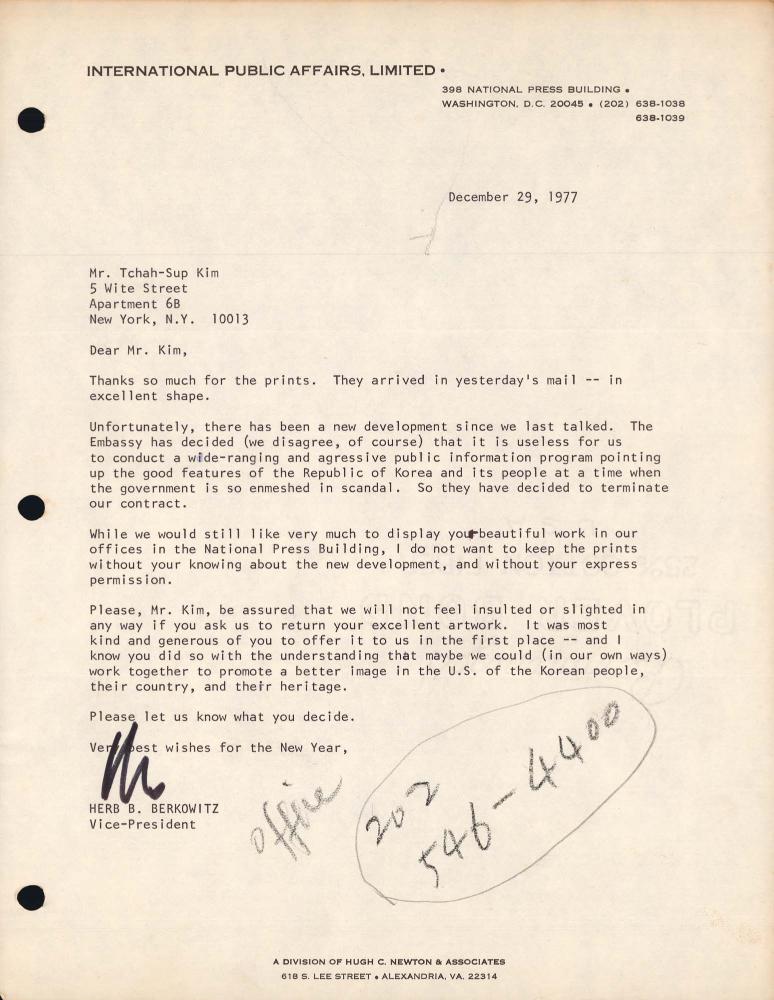 INTERNATIONAL PUBLIC AFFAIRS, LIMITED •
398 NATIONAL PRESS BUILDING •
WASHINGTON, D.C. 20045 • (202) 638-1038
638-1039
December 29, 1977
Mr. Tchah-Sup Kim
5 Wite Street
Apartment 6B
New York, N.Y. 10013
Dear Mr. Kim,
Thanks so much for the prints. They arrived in yesterday's mail -- in
excellent shape.
Unfortunately, there has been a new development since we last talked. The
Embassy has decided (we disagree, of course) that it is useless for us
to conduct a wide-ranging and agressive public information program pointing
up the good features of the Republic of Korea and its people at a time when
the government is so enmeshed in scandal. So they have decided to terminate
our contract.
While we would still like very much to display your beautiful work in our
offices in the National Press Building, I do not want to keep the prints
without your knowing about the new development, and without your express
permission.
Please, Mr. Kim, be assured that we will not feel insulted or slighted in
any way if you ask us to return your excellent artwork. It was most
kind and generous of you to offer it to us in the first place -- and I
know you did so with the understanding that maybe we could (in our own ways)
work together to promote a better image in the U.S. of the Korean people,
their country, and their heritage.
Please let us know what you decide.
Very best wishes for the New Year,
HERB B. BERKOWITZ
Vice-President
office
202
546-4400
A DIVISION OF HUGH C. NEWTON & ASSOCIATES
618 S. LEE STREET • ALEXANDRIA, VA. 22314